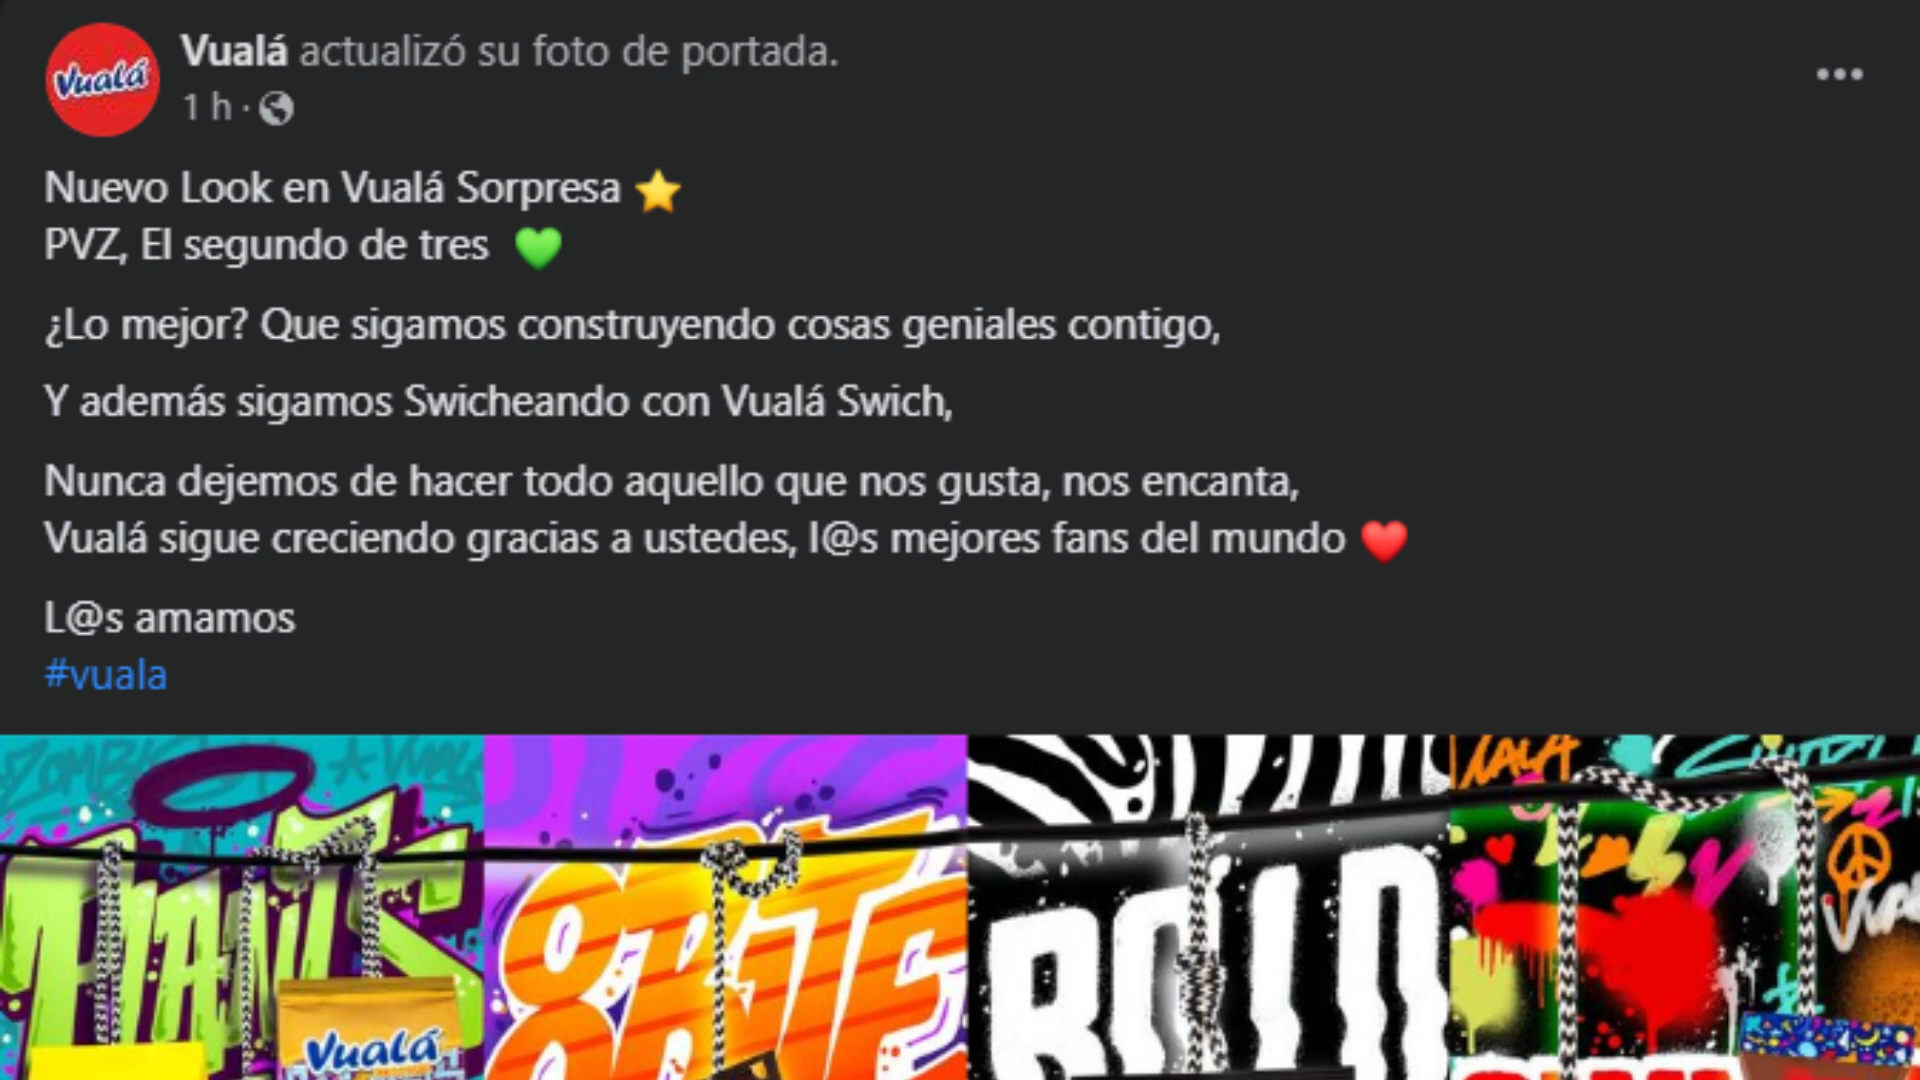 Vualá
Vualá actualizó su foto de portada.
1 h ·
Nuevo Look en Vualá Sorpresa ⭐
PVZ, El segundo de tres 💚
¿Lo mejor? Que sigamos construyendo cosas geniales contigo,
Y además sigamos Swicheando con Vualá Swich,
Nunca dejemos de hacer todo aquello que nos gusta, nos encanta,
Vualá sigue creciendo gracias a ustedes, l@s mejores fans del mundo ❤️
L@s amamos
#vuala
BOLD
Vualá